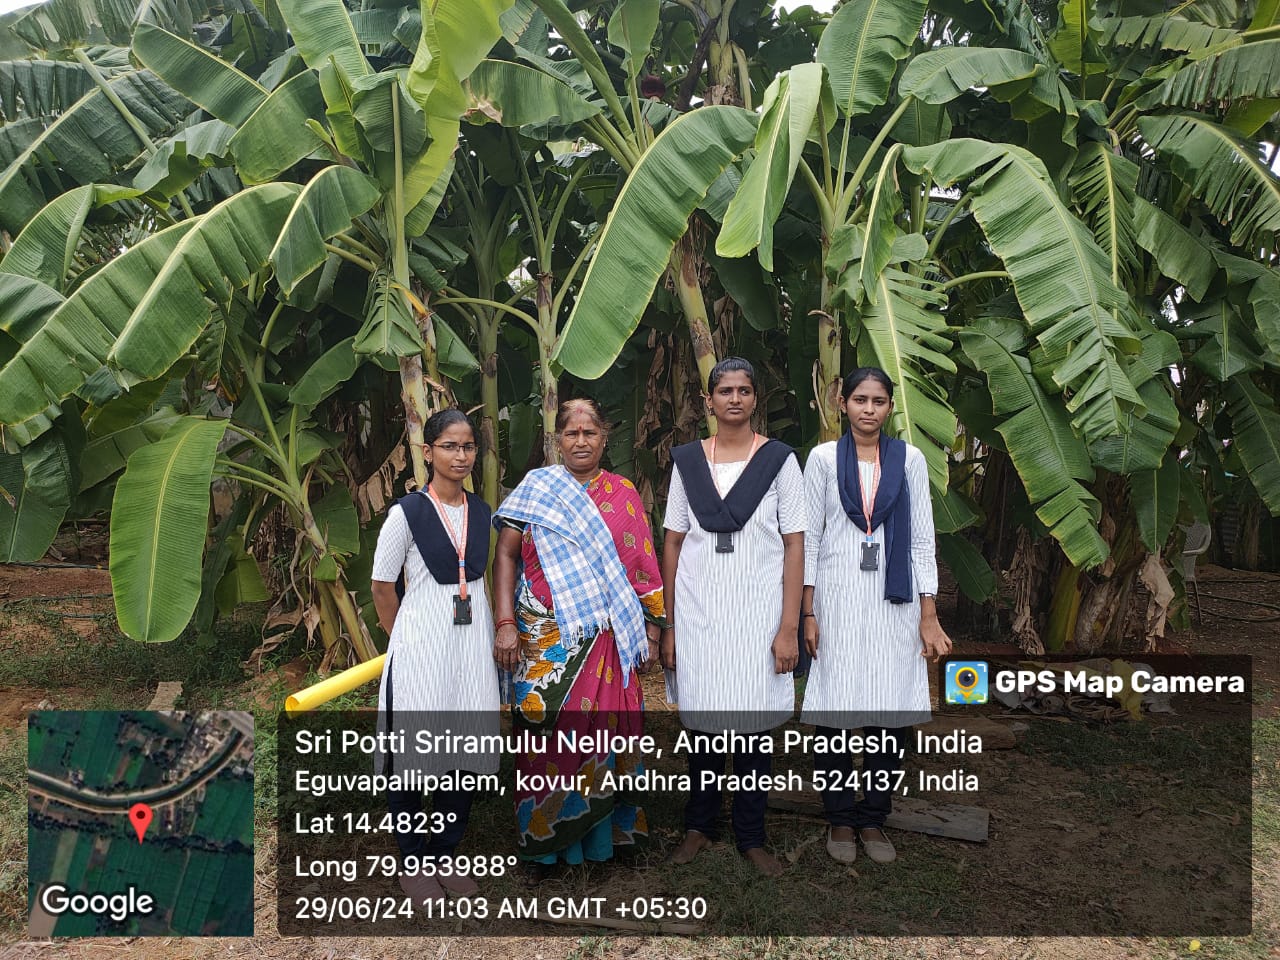 GPS Map Camera
Sri Potti Sriramulu Nellore, Andhra Pradesh, India
Eguvapallipalem, kovur, Andhra Pradesh 524137, India
Lat 14.4823°
Long 79.953988°
29/06/24 11:03 AM GMT +05:30
Google